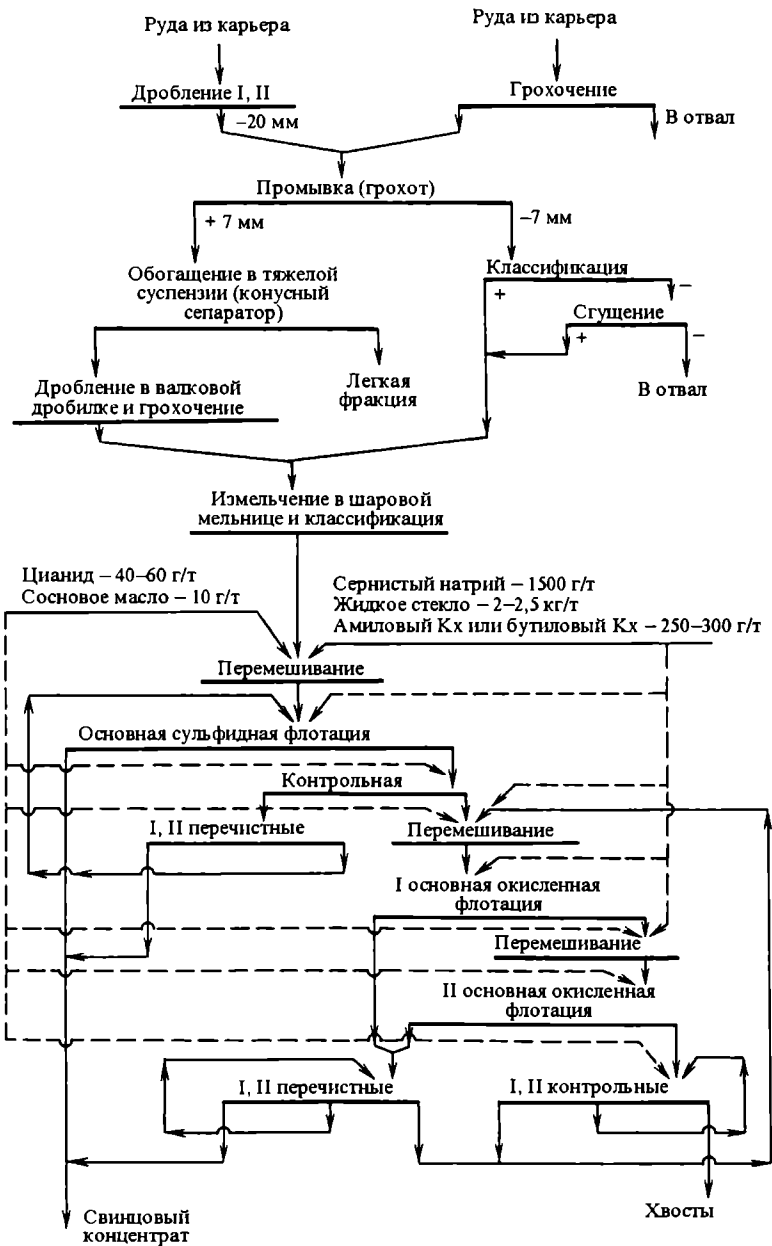 Руда из карьера
Руда из карьера
Дробление I, II
Грохочение
–20 мм
В отвал
Промывка (грохот)
+ 7 мм
–7 мм
Обогащение в тяжелой
суспензии (конусный
сепаратор)
Классификация
+
–
Сгущение
+
–
Дробление в валковой
дробилке и грохочение
Легкая
фракция
В отвал
Измельчение в шаровой
мельнице и классификация
Цианид – 40–60 г/т
Сосновое масло – 10 г/т
Сернистый натрий – 1500 г/т
Жидкое стекло – 2–2,5 кг/т
Амиловый Кх или бутиловый Кх – 250–300 г/т
Перемешивание
Основная сульфидная флотация
Контрольная
I, II перечистные
Перемешивание
I основная окисленная
флотация
Перемешивание
II основная окисленная
флотация
I, II перечистные
I, II контрольные
Свинцовый
концентрат
Хвосты